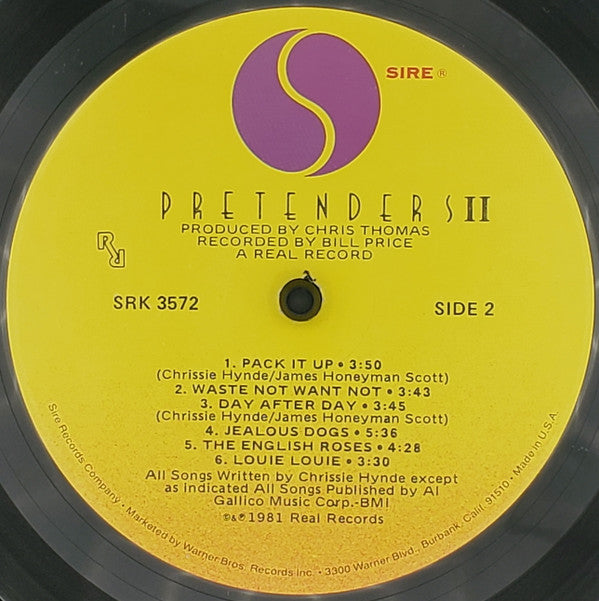 SIRE ®
PRETENDERS II
PRODUCED BY CHRIS THOMAS
RECORDED BY BILL PRICE
A REAL RECORD
RR
SRK 3572
SIDE 2
1. PACK IT UP • 3:50
(Chrissie Hynde/James Honeyman Scott)
2. WASTE NOT WANT NOT • 3:43
3. DAY AFTER DAY • 3:45
(Chrissie Hynde/James Honeyman Scott)
4. JEALOUS DOGS • 5:36
5. THE ENGLISH ROSES • 4:28
6. LOUIE LOUIE • 3:30
All Songs Written by Chrissie Hynde except
as indicated All Songs Published by Al
Gallico Music Corp.-BMI
©&℗1981 Real Records
Sire Records Company • Marketed by Warner Bros. Records Inc. • 3300 Warner Blvd., Burbank, Calif. 91510 • Made in U.S.A.